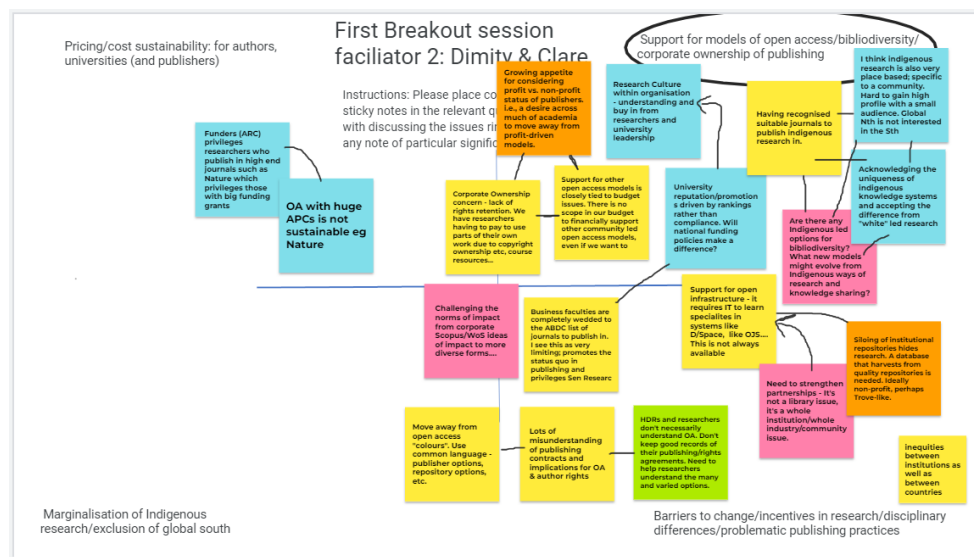 First Breakout session
faciliator 2: Dimity & Clare
Pricing/cost sustainability: for authors,
universities (and publishers)
Support for models of open access/bibliodiversity/
corporate ownership of publishing
Instructions: Please place co
sticky notes in the relevant qu
with discussing the issues rin
any note of particular signific
Funders (ARC)
privileges
researchers who
publish in high end
journals such as
Nature which
privileges those
with big funding
grants
OA with huge
APCs is not
sustainable eg
Nature
Growing appetite
for considering
profit vs. non-profit
status of publishers.
i.e., a desire across
much of academia
to move away from
profit-driven
models.
Corporate Ownership
concern - lack of
rights retention. We
have researchers
having to pay to use
parts of their own
work due to copyright
ownership etc, course
resources...
Support for other
open access models is
closely tied to budget
issues. There is no
scope in our budget
to financially support
other community led
open access models,
even if we want to
Research Culture
within organisation
- understanding and
buy in from
researchers and
university
leadership
University
reputation/promotion
s driven by rankings
rather than
compliance. Will
national funding
policies make a
difference?
Having recognised
suitable journals to
publish indigenous
research in.
I think indigenous
research is also very
place based; specific
to a community.
Hard to gain high
profile with a small
audience. Global
Nth is not interested
in the Sth
Acknowledging the
uniqueness of
indigenous
knowledge systems
and accepting the
difference from
"white" led research
Are there any
Indigenous led
options for
bibliodiversity?
What new models
might evolve from
Indigenous ways of
research and
knowledge sharing?
Challenging the
norms of impact
from corporate
Scopus/WoS ideas
of impact to more
diverse forms....
Business faculties are
completely wedded to
the ABDC list of
journals to publish in. I
see this as very
limiting; promotes the
status quo in
publishing and
privileges Sen Researc
Support for open
infrastructure - it
requires IT to learn
specialites in
systems like
D/Space, like OJS....
This is not always
available
Siloing of institutional
repositories hides
research. A database
that harvests from
quality repositories is
needed. Ideally
non-profit, perhaps
Trove-like.
Need to strengthen
partnerships - It's
not a library issue,
it's a whole
institution/whole
industry/community
issue.
Move away from
open access
"colours". Use
common language -
publisher options,
repository options,
etc.
Lots of
misunderstanding
of publishing
contracts and
implications for OA
& author rights
HDRs and researchers
don't necessarily
understand OA. Don't
keep good records of
their publishing/rights
agreements. Need to
help researchers
understand the many
and varied options.
inequities
between
institutions as
well as
between
countries
Marginalisation of Indigenous
research/exclusion of global south
Barriers to change/incentives in research/disciplinary
differences/problematic publishing practices